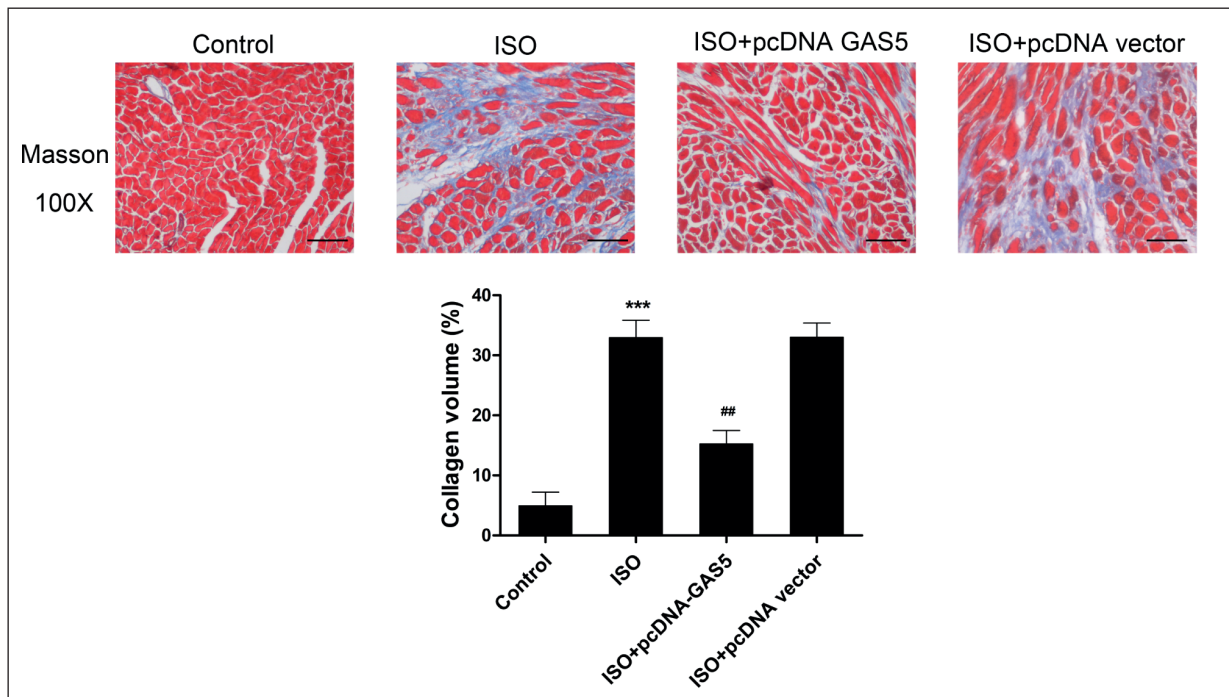 Control
ISO
ISO+pcDNA GAS5
ISO+pcDNA vector
Masson
100X
Collagen volume (%)
40
30
20
10
0
***
##
Control
ISO
ISO+pcDNA-GAS5
ISO+pcDNA vector